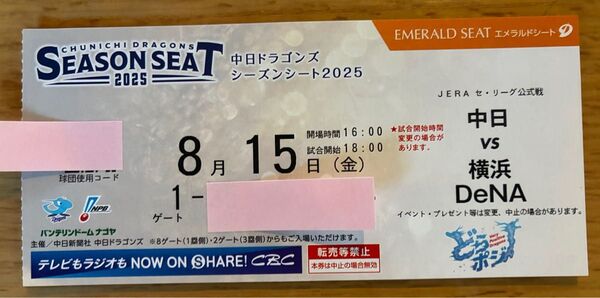 CHUNICHI DRAGONS
SEASON SEAT
2025
中日ドラゴンズ
シーズンシート2025
EMERALD SEAT エメラルドシート
JERA セ・リーグ公式戦
中日
vs
横浜
DeNA
イベント・プレゼント等は変更、中止の場合があります。
8月15日(金)
開場時間 16:00
試合開始 18:00
★試合開始時間
変更の場合が
あります。
球団使用コード
1-
ゲート
NPB
バンテリンドーム ナゴヤ
主催/中日新聞社 中日ドラゴンズ ※8ゲート(1塁側)・2ゲート(3塁側)からもご入場いただけます。
テレビもラジオも NOW ON SHARE! CBC
転売等禁止
本券は中止の場合無効
どらポジ